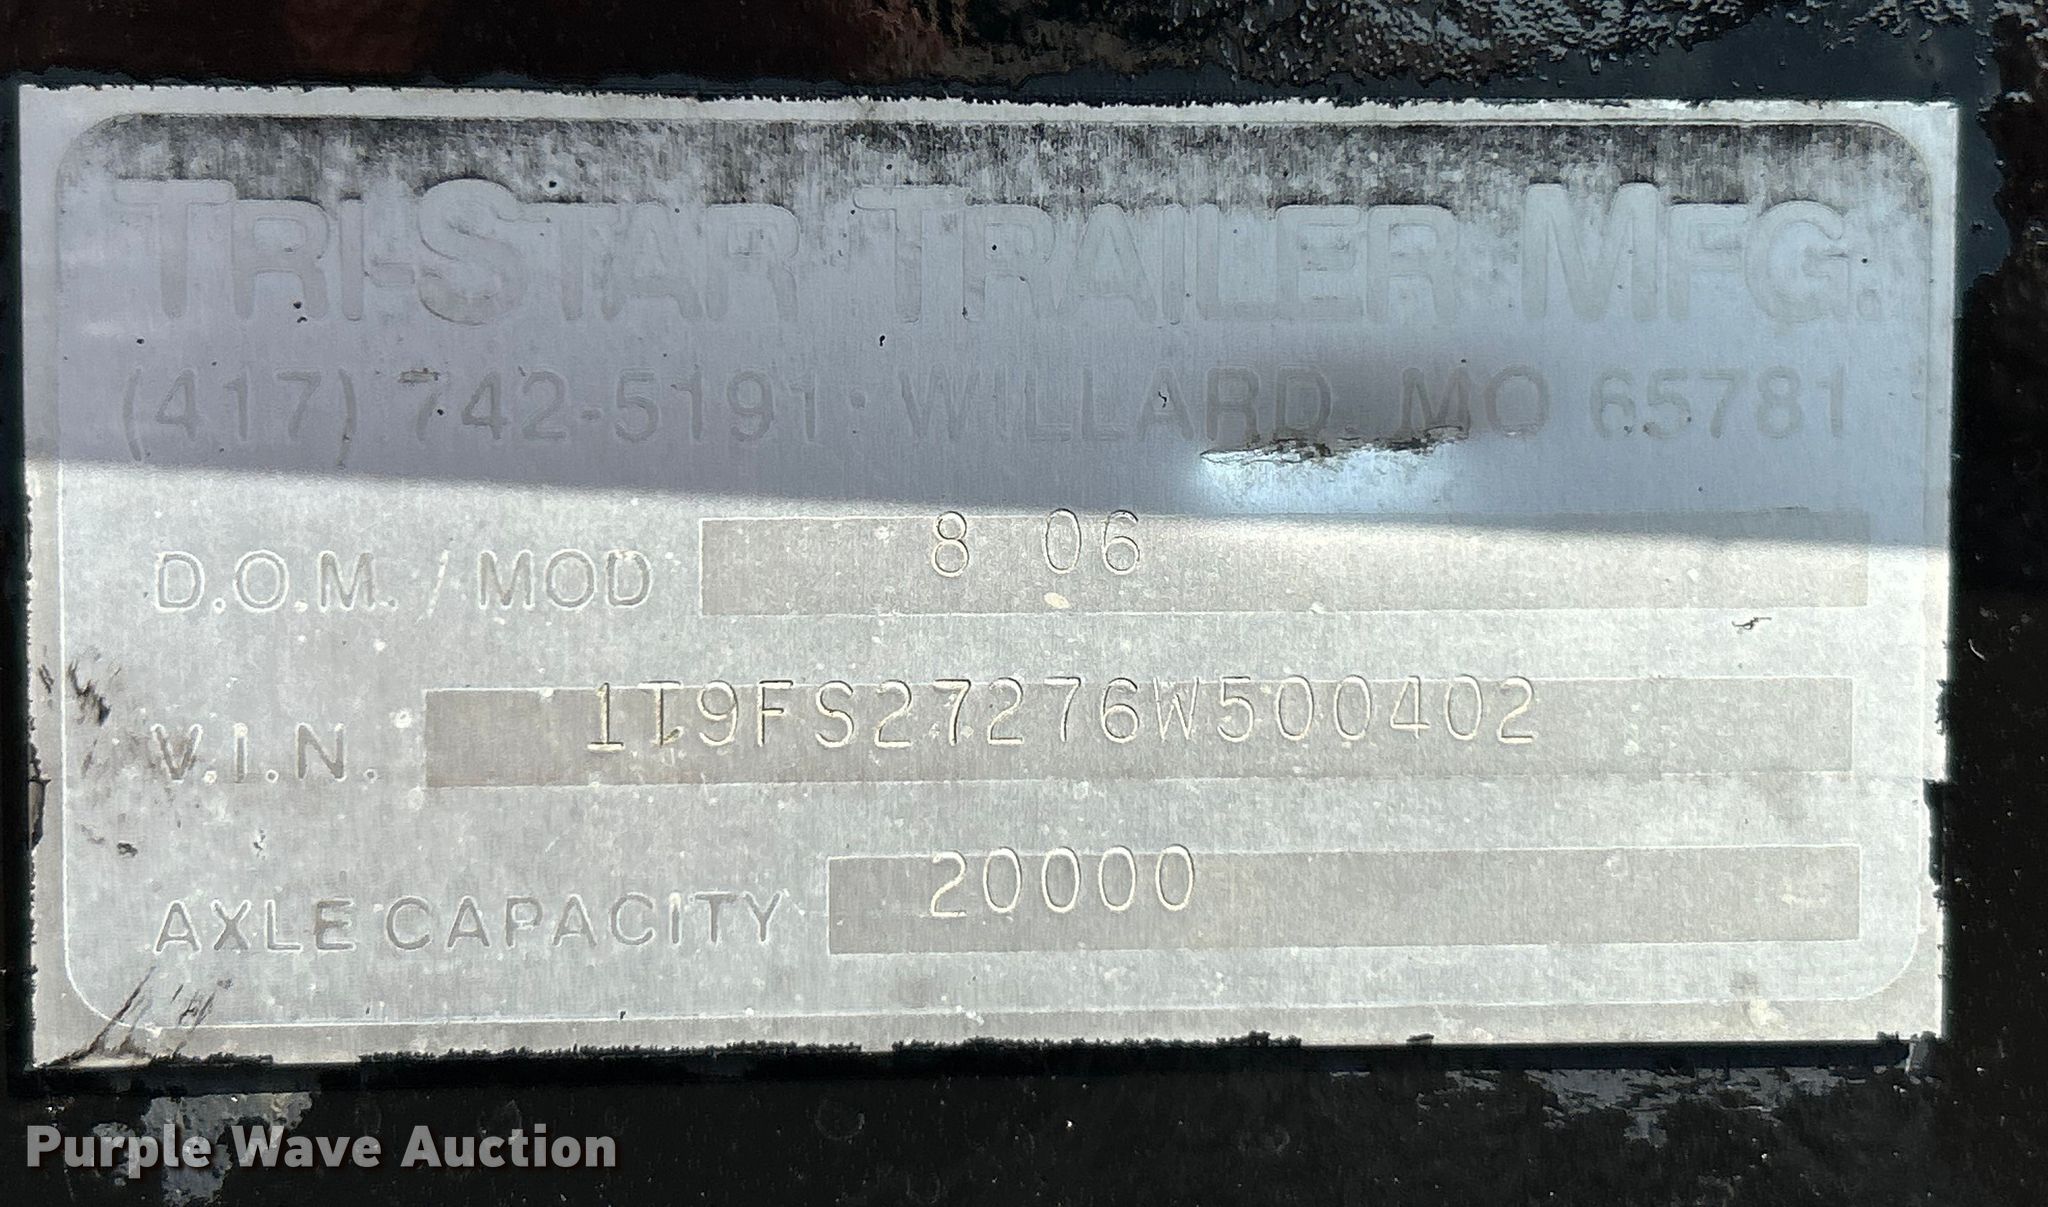 TRI-STAR TRAILER MFG.
(417) 742-5191 · WILLARD, MO 65781
D.O.M. / MOD 8 06
V.I.N. 1T9FS27276W500402
AXLE CAPACITY 20000
Purple Wave Auction